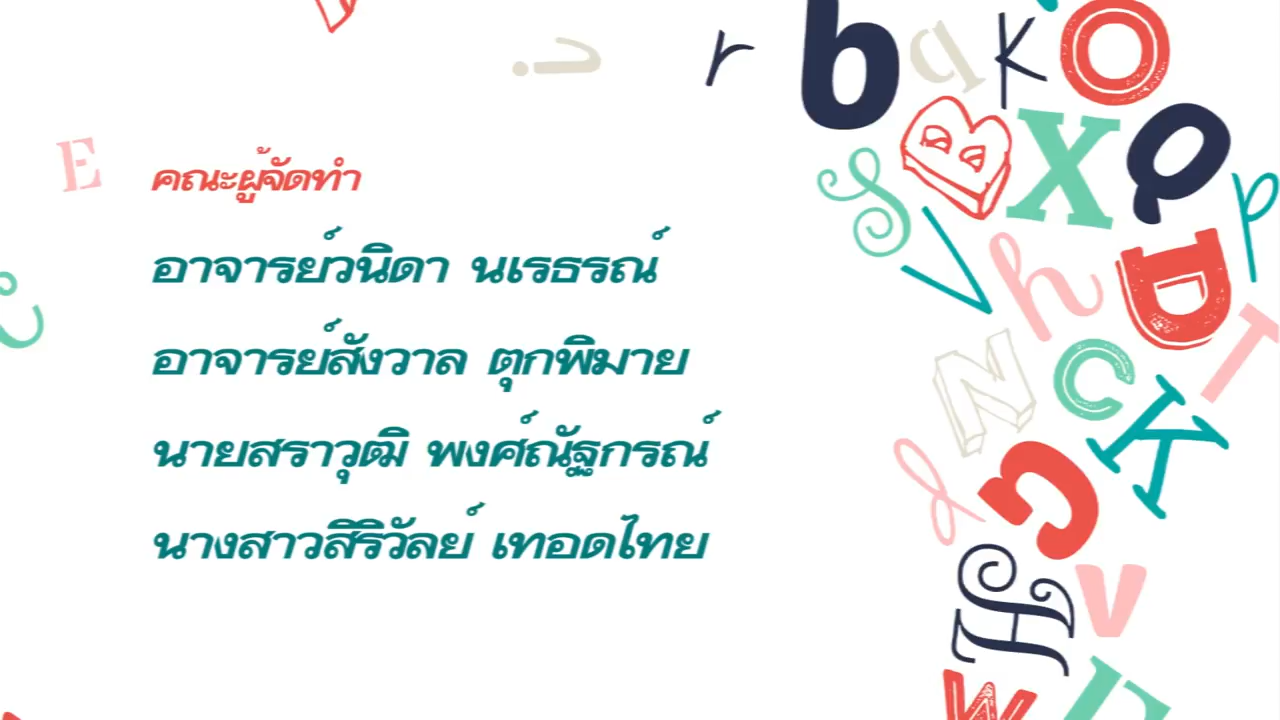 คณะผู้จัดทำ
อาจารย์วนิดา นเรธรณ์
อาจารย์สังวาล ตุกพิมาย
นายสราวุฒิ พงศ์ณัฐกรณ์
นางสาวสิริวัลย์ เทอดไทย